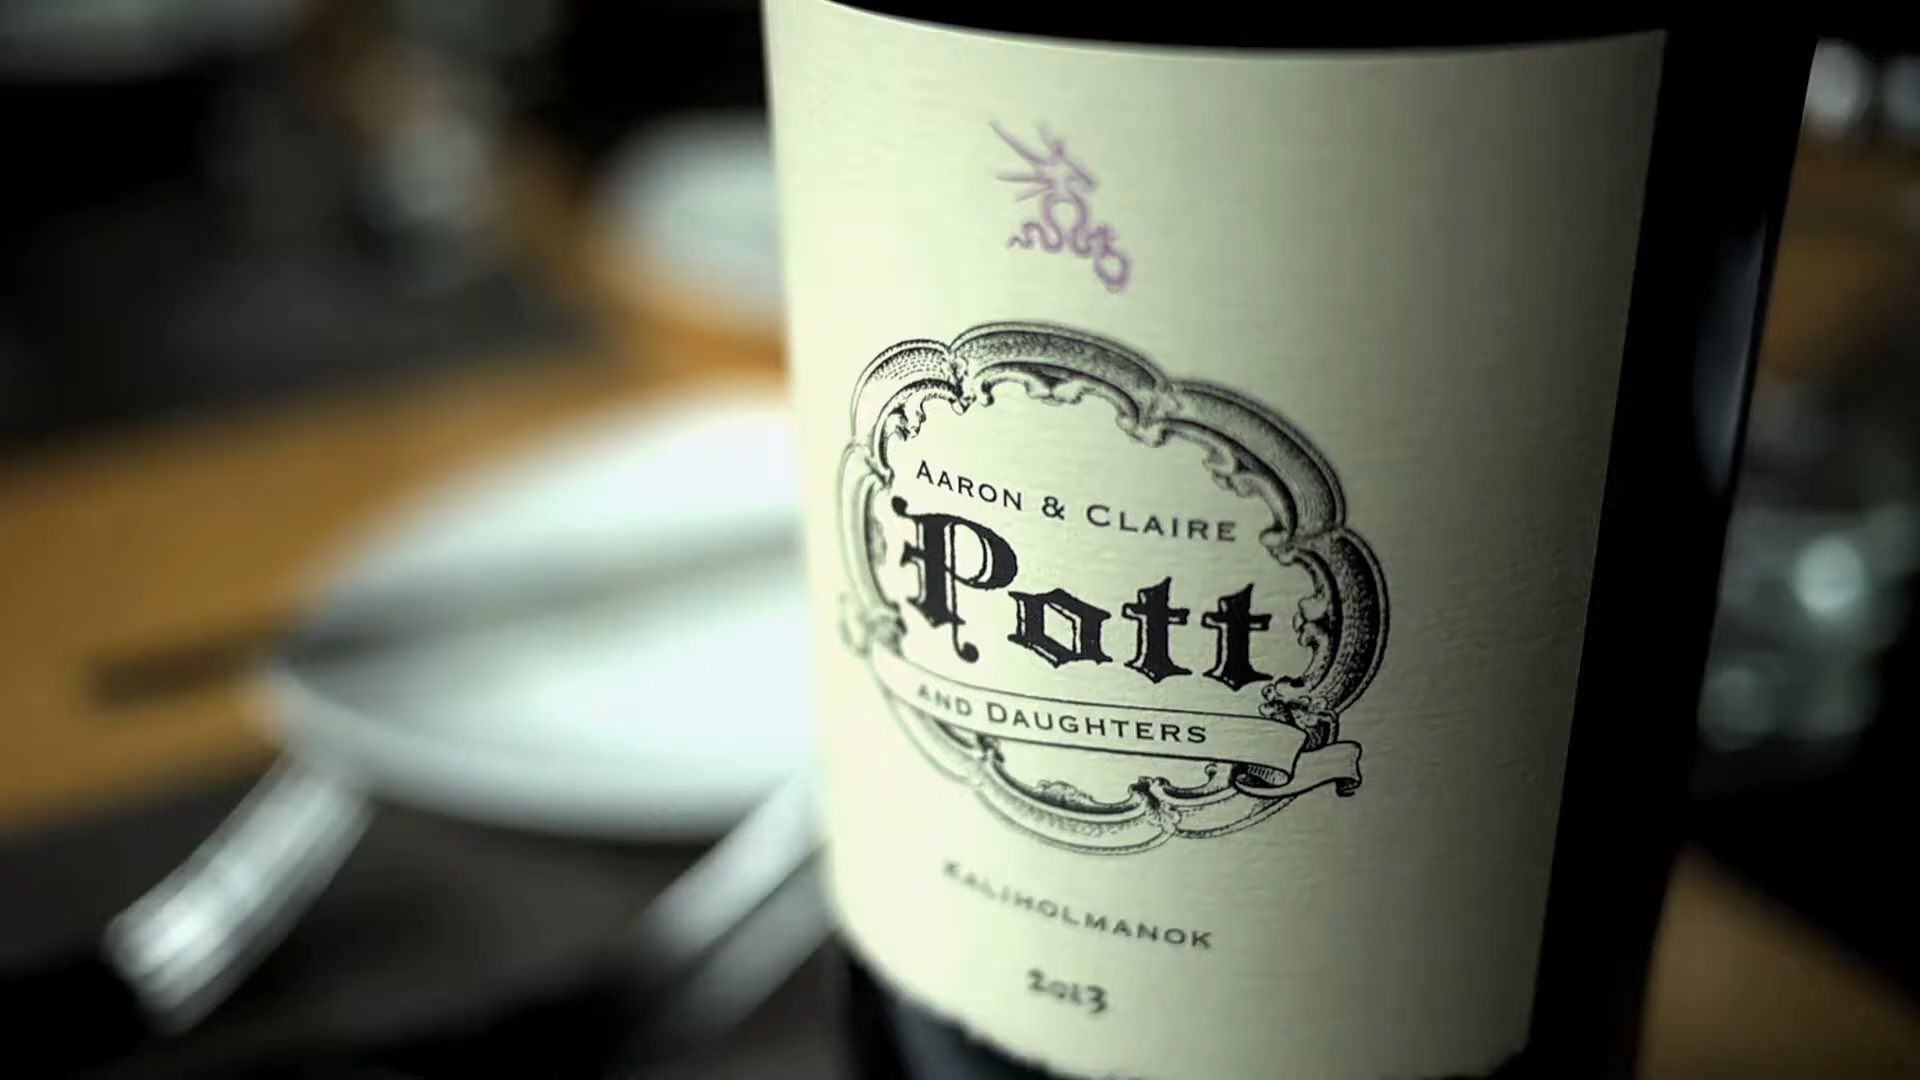 AARON & CLAIRE
Pott
AND DAUGHTERS
KALIHOLMANOK
2013